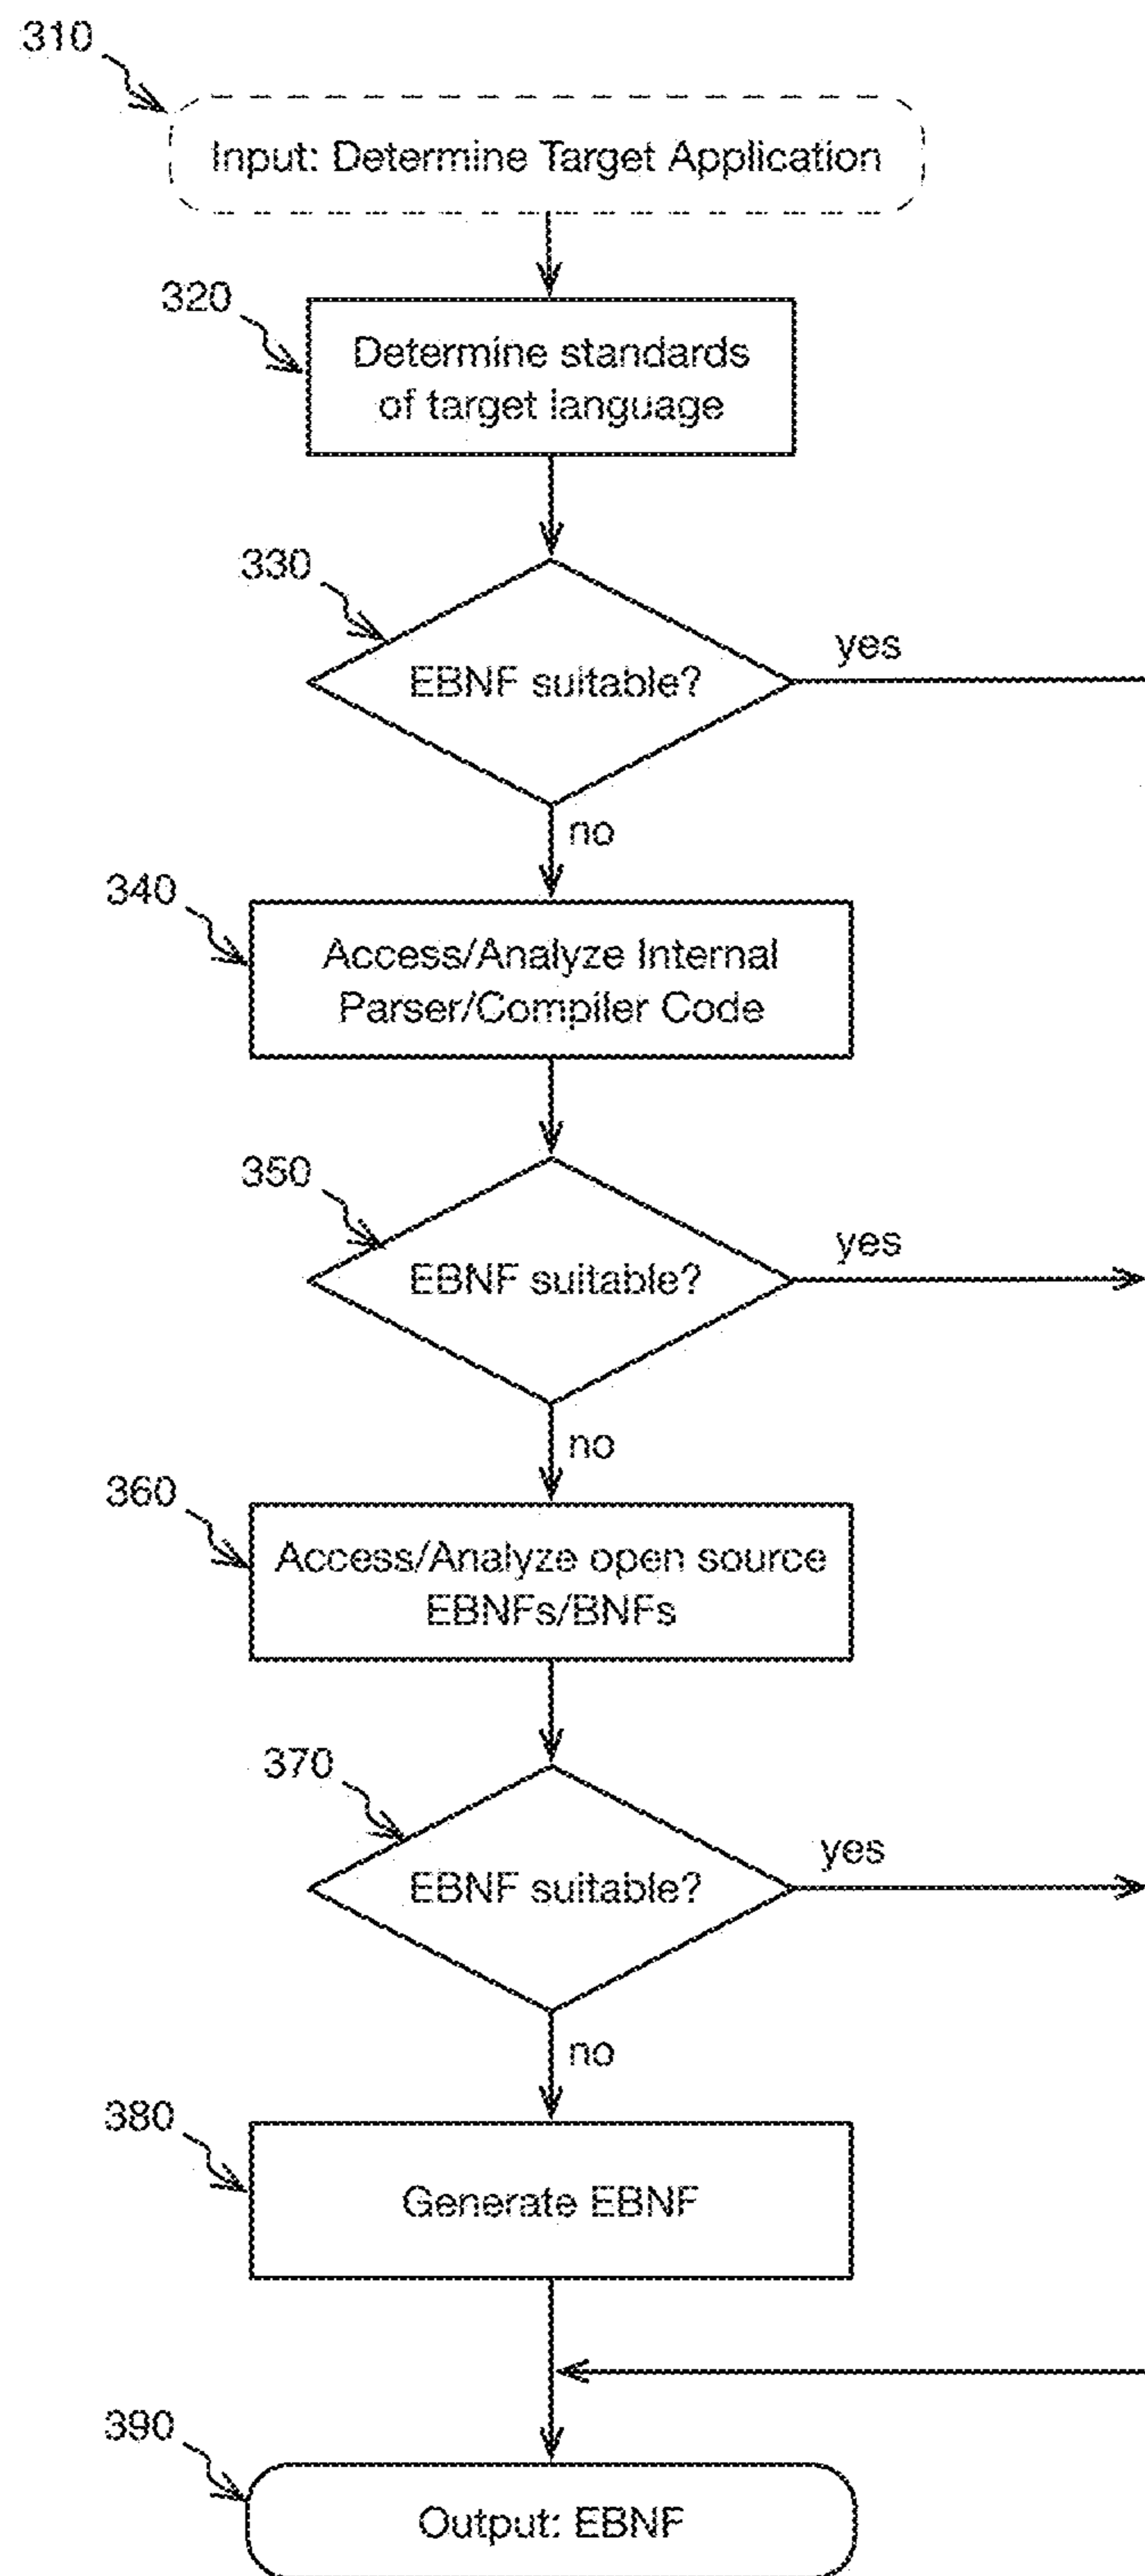 310
Input: Determine Target Application
320
Determine standards
of target language
330
EBNF suitable?
yes
no
340
Access/Analyze Internal
Parser/Compiler Code
350
EBNF suitable?
yes
no
360
Access/Analyze open source
EBNFs/BNFs
370
EBNF suitable?
yes
no
380
Generate EBNF
390
Output: EBNF